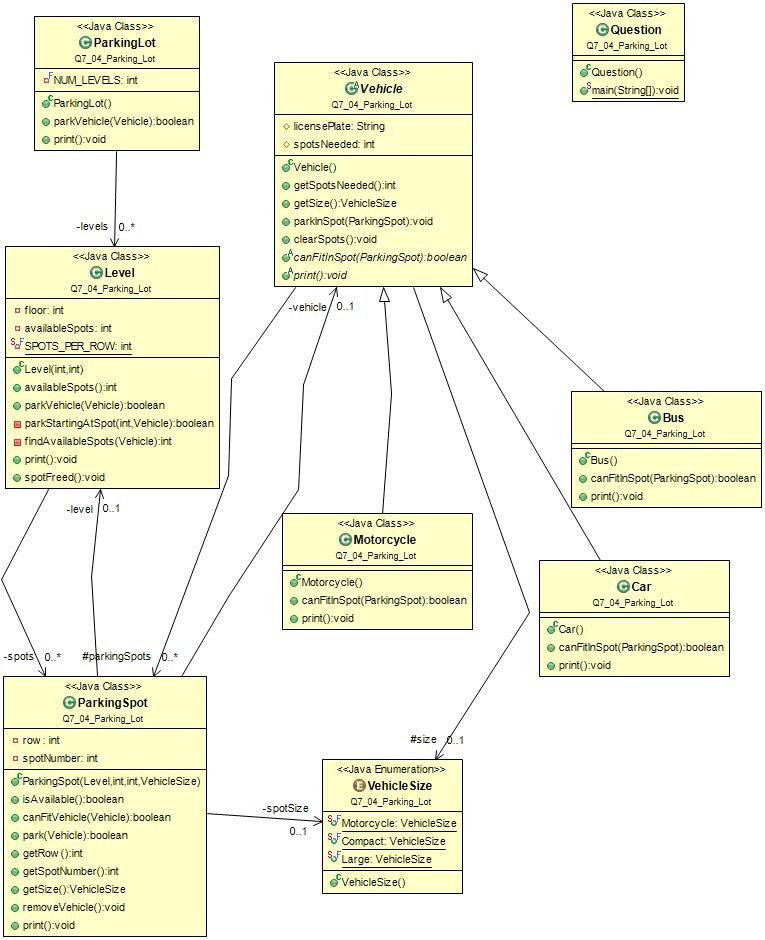 <<Java Class>>
ParkingLot
Q7_04_Parking_Lot
NUM_LEVELS: int
ParkingLot()
parkVehicle(Vehicle):boolean
print():void
<<Java Class>>
Vehicle
Q7_04_Parking_Lot
licensePlate: String
spotsNeeded: int
Vehicle()
getSpotsNeeded():int
getSize():VehicleSize
parkInSpot(ParkingSpot):void
clearSpots():void
canFitInSpot(ParkingSpot):boolean
print():void
<<Java Class>>
Question
Q7_04_Parking_Lot
Question()
main(String[]):void
-levels 0..*
<<Java Class>>
Level
Q7_04_Parking_Lot
floor: int
availableSpots: int
SPOTS_PER_ROW: int
Level(int,int)
availableSpots():int
parkVehicle(Vehicle):boolean
parkStartingAtSpot(int,Vehicle):boolean
findAvailableSpots(Vehicle):int
print():void
spotFreed():void
-vehicle 0..1
<<Java Class>>
Bus
Q7_04_Parking_Lot
Bus()
canFitInSpot(ParkingSpot):boolean
print():void
-level 0..1
<<Java Class>>
Motorcycle
Q7_04_Parking_Lot
Motorcycle()
canFitInSpot(ParkingSpot):boolean
print():void
<<Java Class>>
Car
Q7_04_Parking_Lot
Car()
canFitInSpot(ParkingSpot):boolean
print():void
-spots 0..*
#parkingSpots 0..*
<<Java Class>>
ParkingSpot
Q7_04_Parking_Lot
row: int
spotNumber: int
ParkingSpot(Level,int,int,VehicleSize)
isAvailable():boolean
canFitVehicle(Vehicle):boolean
park(Vehicle):boolean
getRow():int
getSpotNumber():int
getSize():VehicleSize
removeVehicle():void
print():void
#size 0..1
-spotSize
0..1
<<Java Enumeration>>
VehicleSize
Q7_04_Parking_Lot
Motorcycle: VehicleSize
Compact: VehicleSize
Large: VehicleSize
VehicleSize()